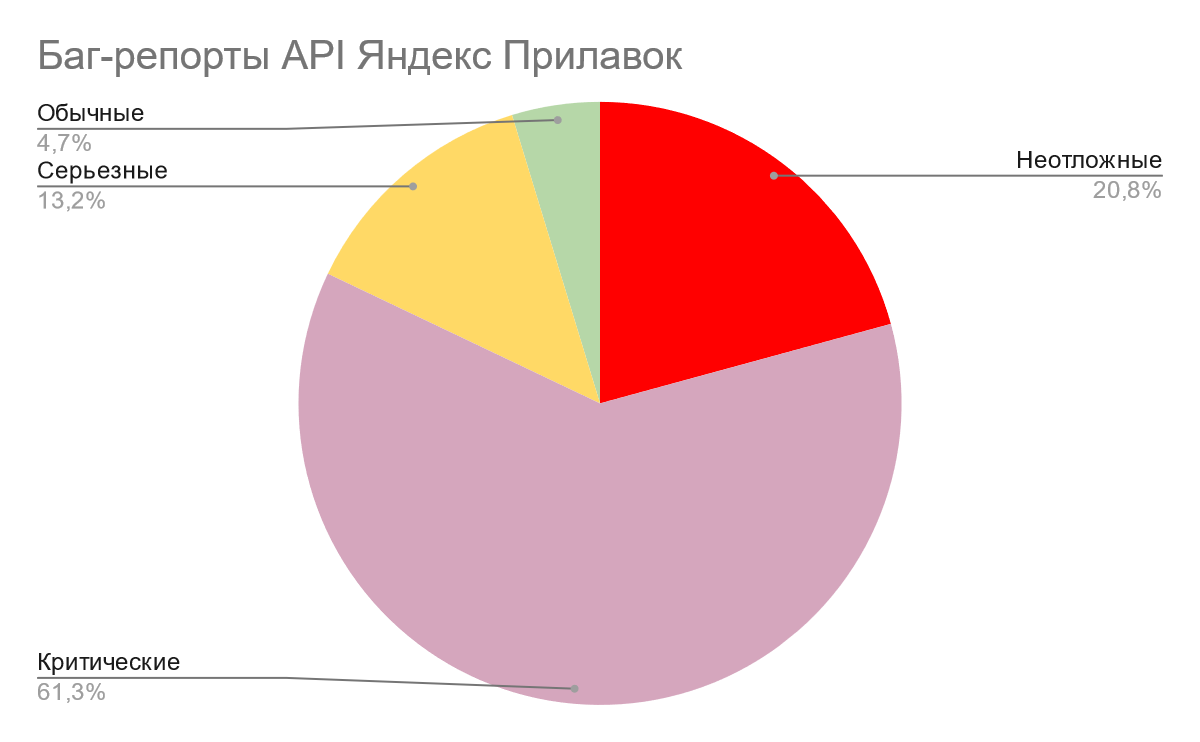 Баг-репорты API Яндекс Прилавок
Обычные
4,7%
Серьезные
13,2%
Неотложные
20,8%
Критические
61,3%